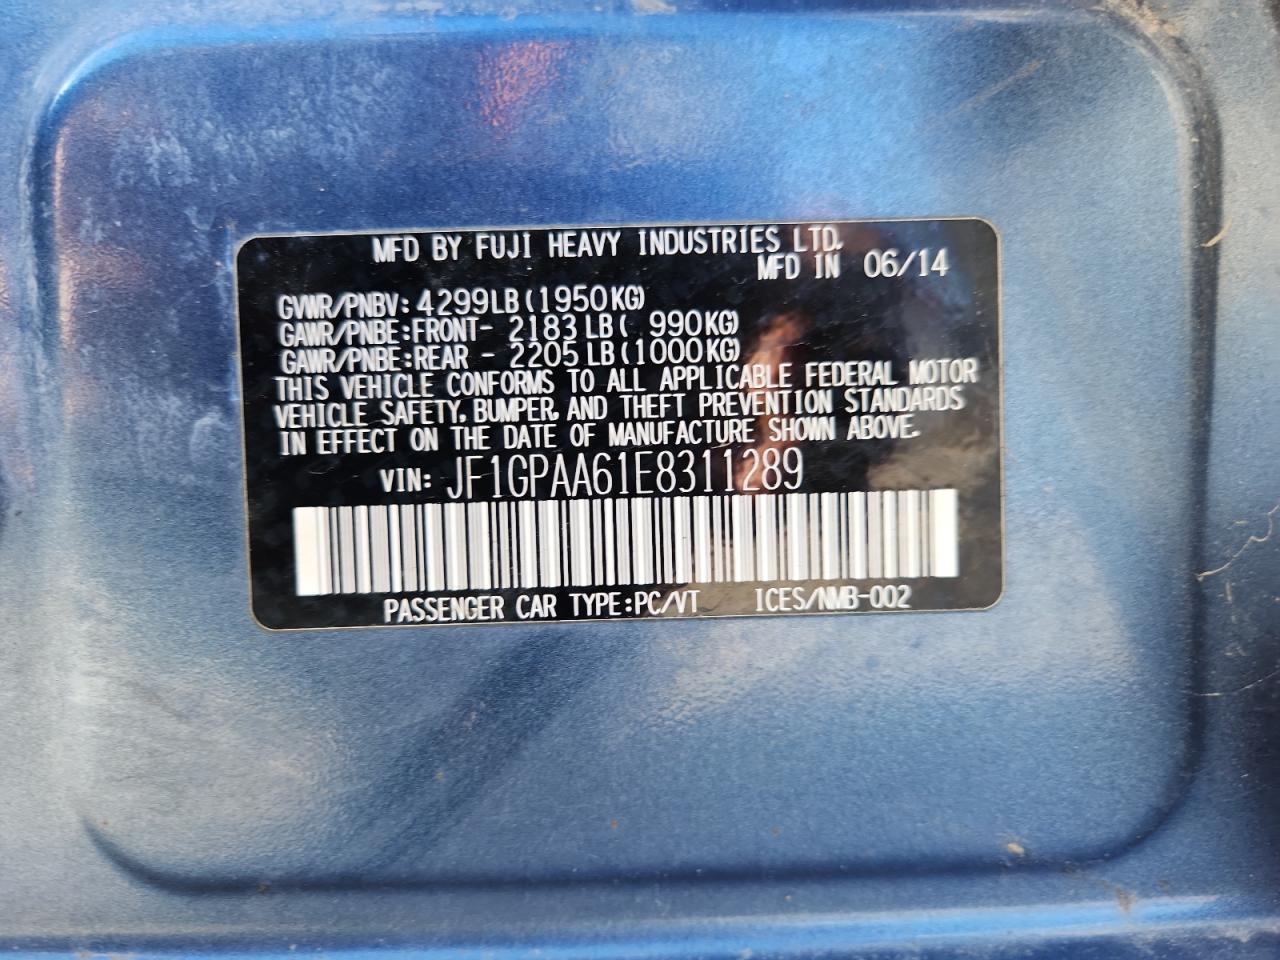 MFD BY FUJI HEAVY INDUSTRIES LTD.
MFD IN 06/14
GVWR/PNBV: 4299LB(1950KG)
GAWR/PNBE:FRONT- 2183LB( 990KG)
GAWR/PNBE:REAR - 2205LB(1000KG)
THIS VEHICLE CONFORMS TO ALL APPLICABLE FEDERAL MOTOR
VEHICLE SAFETY, BUMPER, AND THEFT PREVENTION STANDARDS
IN EFFECT ON THE DATE OF MANUFACTURE SHOWN ABOVE.
VIN: JF1GPAA61E8311289
PASSENGER CAR TYPE:PC/VT ICES/NMB-002